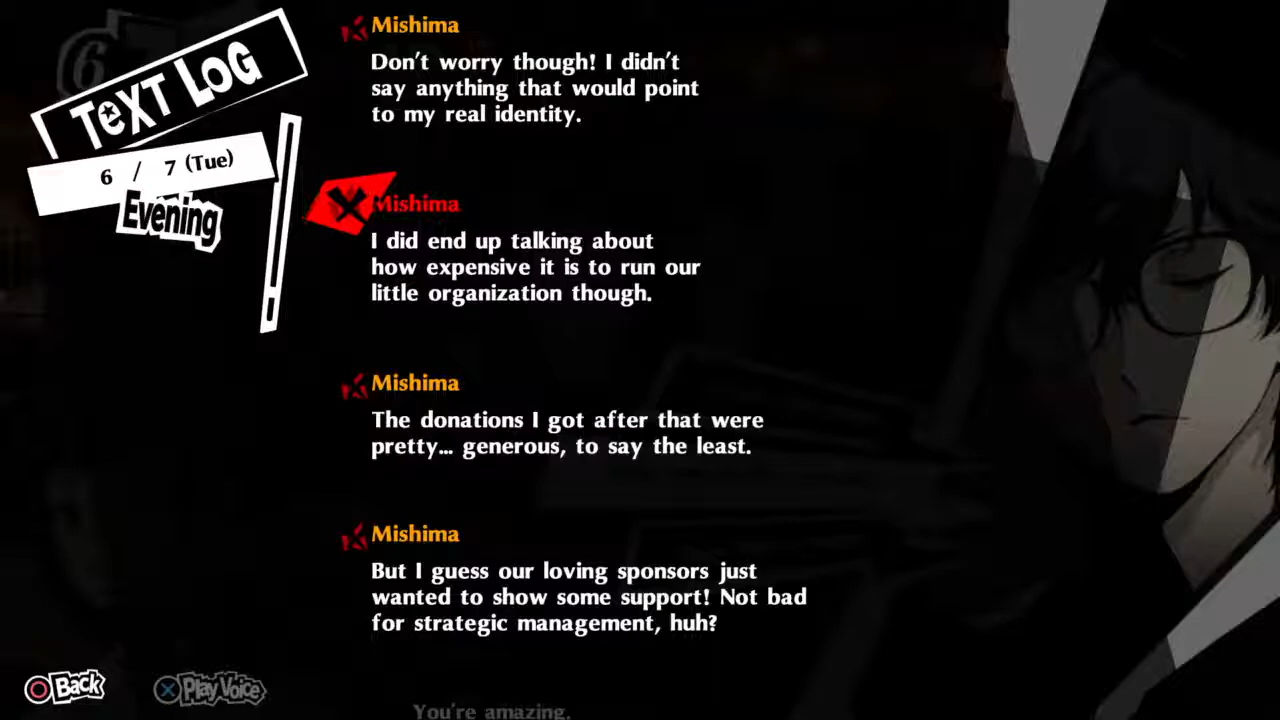 TEXT LOG
6 / 7 (Tue)
Evening
Mishima
Don't worry though! I didn't
say anything that would point
to my real identity.
Mishima
I did end up talking about
how expensive it is to run our
little organization though.
Mishima
The donations I got after that were
pretty... generous, to say the least.
Mishima
But I guess our loving sponsors just
wanted to show some support! Not bad
for strategic management, huh?
You're amazing.
Back
Play Voice